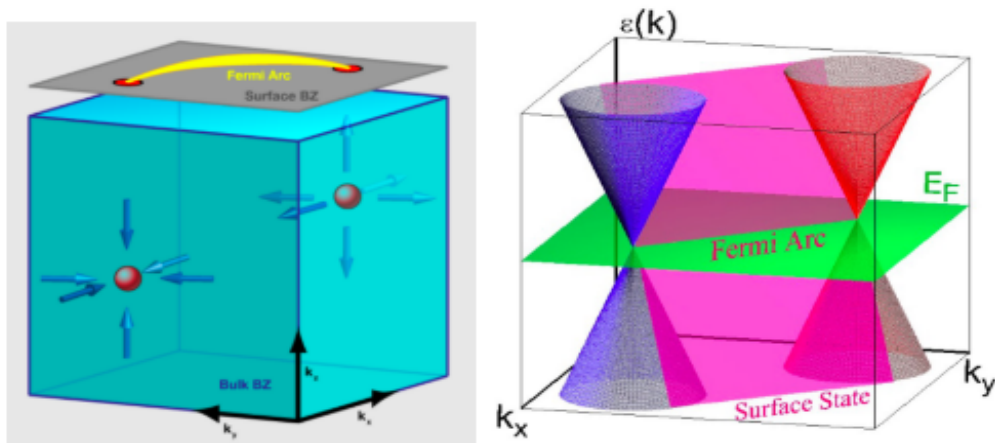 Fermi Arc
Surface BZ
Bulk BZ
k_z
k_y
k_x
ε(k)
E_F
Fermi Arc
k_y
Surface State
k_x